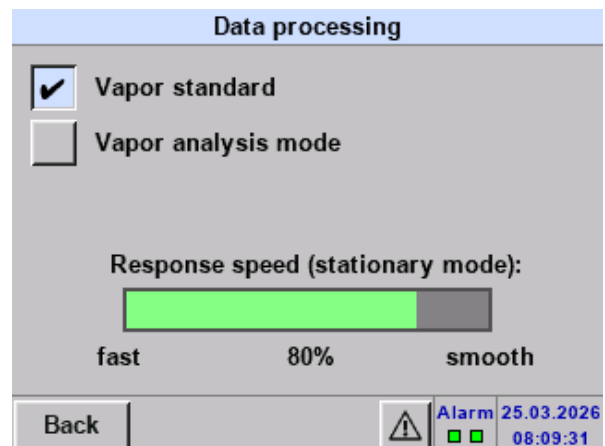 Data processing
Vapor standard
Vapor analysis mode
Response speed (stationary mode):
fast 80% smooth
Back Alarm 25.03.2026
08:09:31